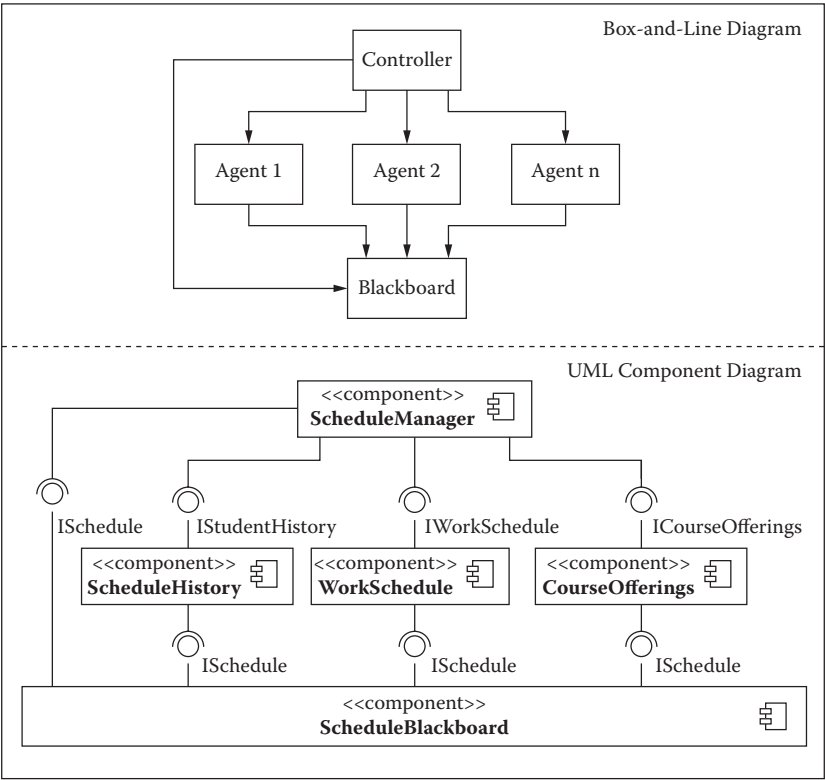 Box-and-Line Diagram
Controller
Agent 1
Agent 2
Agent n
Blackboard
UML Component Diagram
<<component>>
ScheduleManager
ISchedule
IStudentHistory
IWorkSchedule
ICourseOfferings
<<component>>
ScheduleHistory
<<component>>
WorkSchedule
<<component>>
CourseOfferings
ISchedule
ISchedule
ISchedule
<<component>>
ScheduleBlackboard